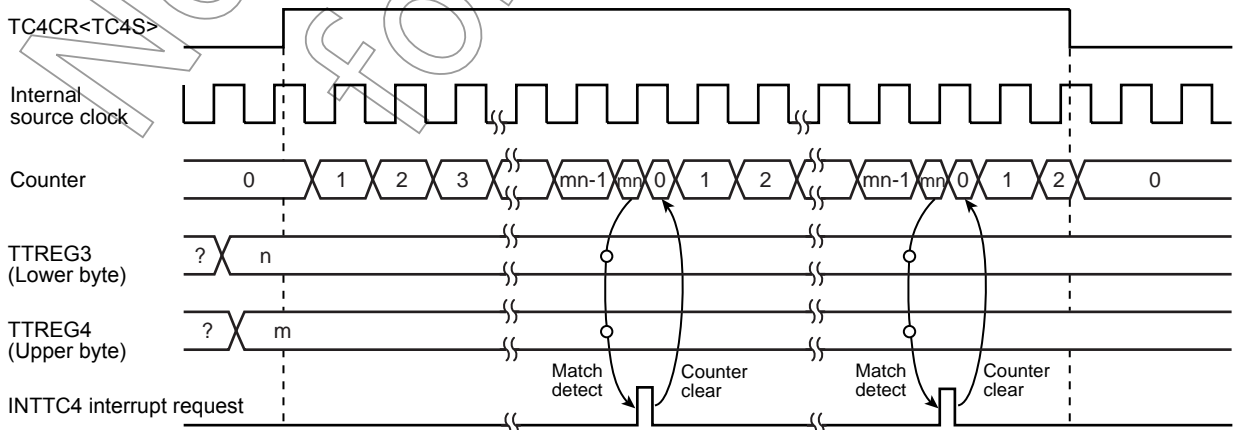 TC4CR<TC4S>
Internal
source clock
Counter 0 1 2 3 mn-1 mn 0 1 2 mn-1 mn 0 1 2 0
TTREG3
(Lower byte)
? n
TTREG4
(Upper byte)
? m
Match
detect
Counter
clear
Match
detect
Counter
clear
INTTC4 interrupt request